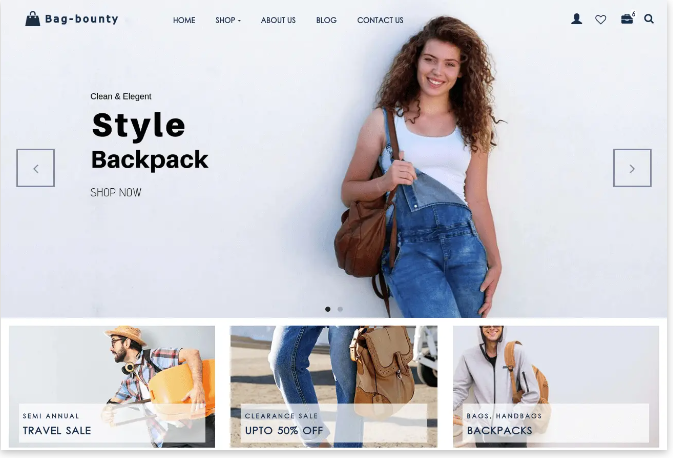 Bag-bounty
HOME SHOP ABOUT US BLOG CONTACT US
6
Clean & Elegent
Style
Backpack
SHOP NOW
SEMI ANNUAL
TRAVEL SALE
CLEARANCE SALE
UPTO 50% OFF
BAGS, HANDBAGS
BACKPACKS